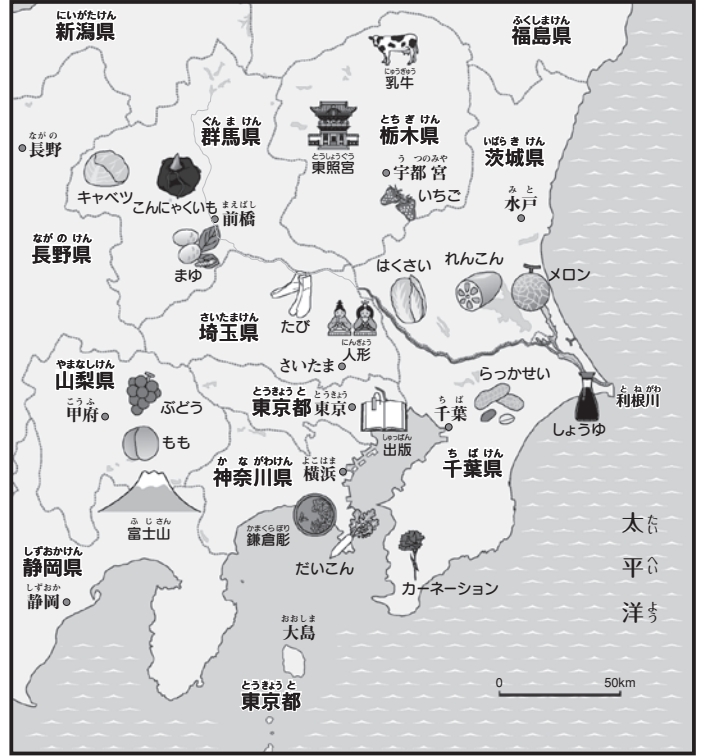 にいがたけん
新潟県
ふくしまけん
福島県
にゅうぎゅう
乳牛
ながの
長野
ぐんまけん
群馬県
とうしょうぐう
東照宮
とちぎけん
栃木県
うつのみや
宇都宮
いばらきけん
茨城県
キャベツ
こんにゃくいも
まえばし
前橋
いちご
みと
水戸
ながのけん
長野県
まゆ
はくさい
れんこん
メロン
さいたまけん
埼玉県
たび
にんぎょう
人形
さいたま
やまなしけん
山梨県
こうふ
甲府
ぶどう
もも
とうきょうと
東京都
とうきょう
東京
しゅっぱん
出版
ちば
千葉
らっかせい
しょうゆ
とねがわ
利根川
かながわけん
神奈川県
よこはま
横浜
ちばけん
千葉県
ふじさん
富士山
かまくらぼり
鎌倉彫
だいこん
カーネーション
しずおかけん
静岡県
しずおか
静岡
おおしま
大島
とうきょうと
東京都
太平洋
たいへいよう
0 50km